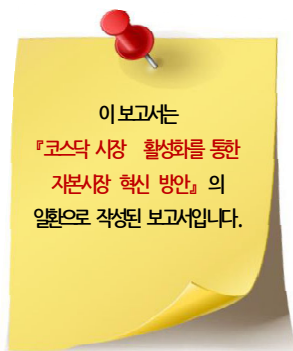 이 보고서는
『코스닥 시장 활성화를 통한
자본시장 혁신 방안』 의
일환으로 작성된 보고서입니다.